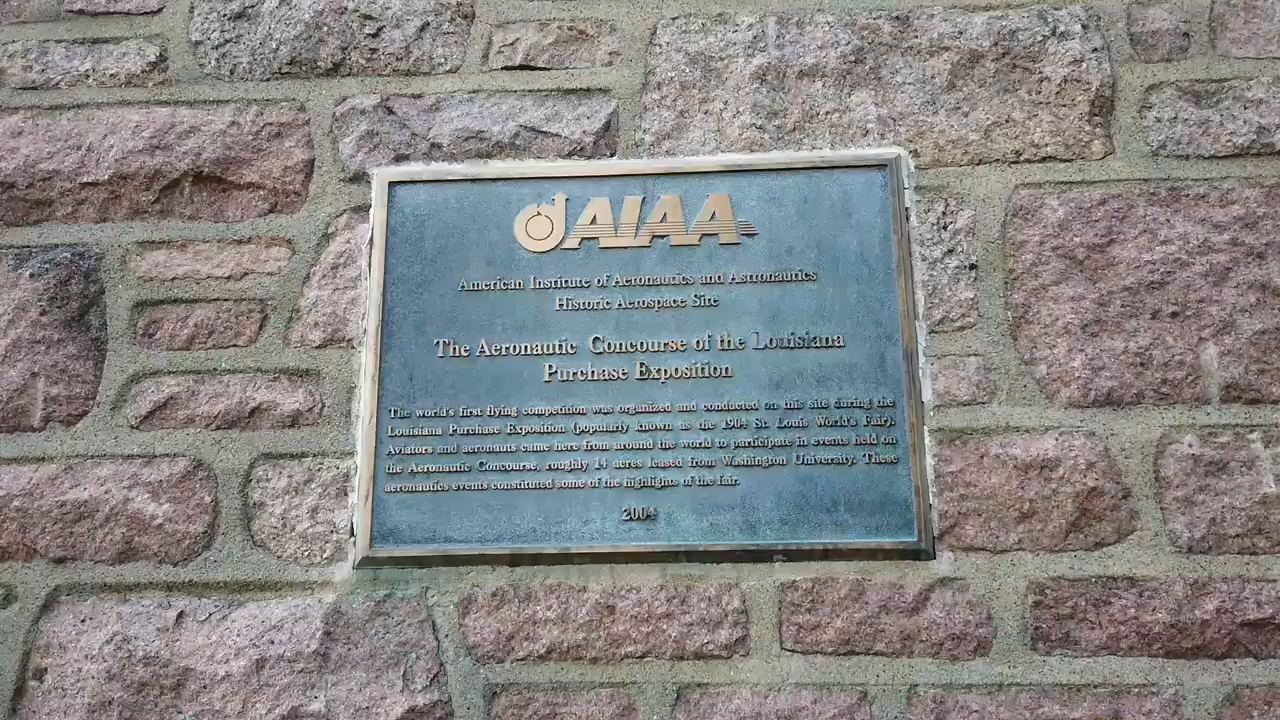 AIAA
American Institute of Aeronautics and Astronautics
Historic Aerospace Site
The Aeronautic Concourse of the Louisiana
Purchase Exposition
The world's first flying competition was organized and conducted on this site during the
Louisiana Purchase Exposition (popularly known as the 1904 St. Louis World's Fair).
Aviators and aeronauts came here from around the world to participate in events held on
the Aeronautic Concourse, roughly 14 acres leased from Washington University. These
aeronautics events constituted some of the highlights of the fair.
2004